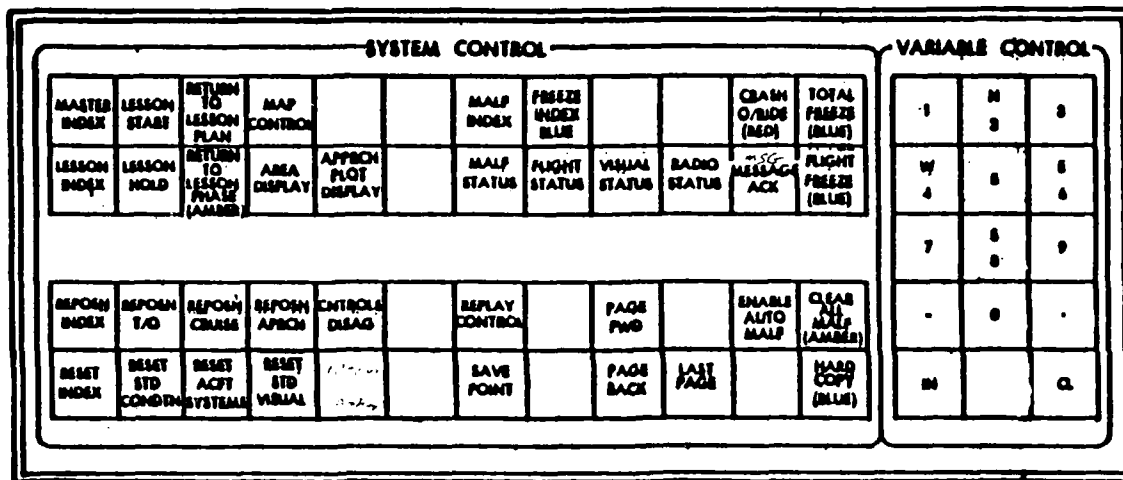 SYSTEM CONTROL
VARIABLE CONTROL
MASTER INDEX
LESSON START
RETURN TO LESSON PLAN
MAP CONTROL
MALF INDEX
FREEZE INDEX BLUE
CRASH O/RIDE (RED)
TOTAL FREEZE (BLUE)
LESSON INDEX
LESSON HOLD
RETURN TO LESSON PHASE (AMBER)
AREA DISPLAY
APPRCH PLOT DISPLAY
MALF STATUS
FLIGHT STATUS
VISUAL STATUS
RADIO STATUS
MSG
MESSAGE ACK
FLIGHT FREEZE (BLUE)
REPOSN INDEX
REPOSN T/O
REPOSN CRUISE
REPOSN APRCH
CNTROLS DISAG
REPLAY CONTROL
PAGE FWD
ENABLE AUTO MALF
CLEAR ALL MALF (AMBER)
RESET INDEX
RESET STD CONDTN
RESET ACFT SYSTEMS
RESET STD VISUAL
SAVE POINT
PAGE BACK
LAST PAGE
HARD COPY (BLUE)
1
N
3
W 4
5
E 6
7
S 8
9
-
0
.
IN
CL